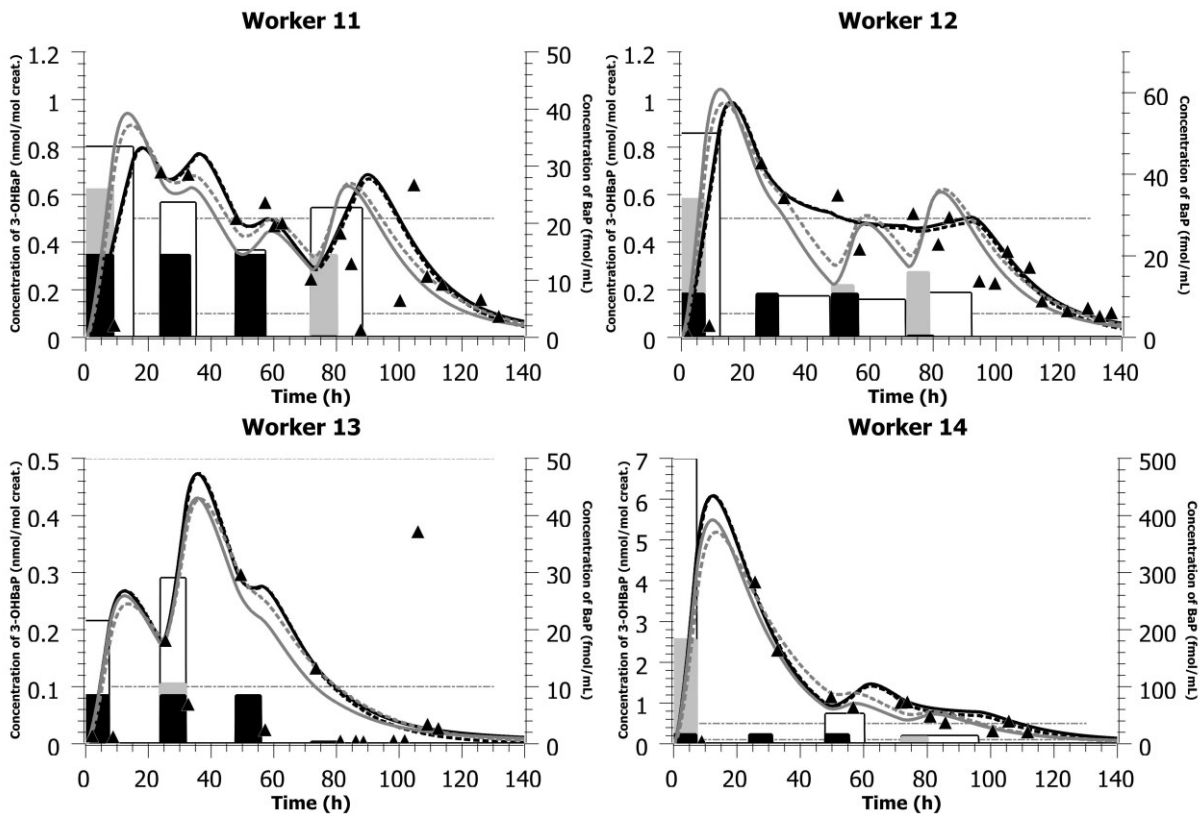 Worker 11
Concentration of 3-OHBaP (nmol/mol creat.)
1.2
1
0.8
0.6
0.4
0.2
0
50
40
30
20
10
0
Concentration of BaP (fmol/mL)
0 20 40 60 80 100 120 140
Time (h)
Worker 12
Concentration of 3-OHBaP (nmol/mol creat.)
1.2
1
0.8
0.6
0.4
0.2
0
60
40
20
0
Concentration of BaP (fmol/mL)
0 20 40 60 80 100 120 140
Time (h)
Worker 13
Concentration of 3-OHBaP (nmol/mol creat.)
0.5
0.4
0.3
0.2
0.1
0
50
40
30
20
10
0
Concentration of BaP (fmol/mL)
0 20 40 60 80 100 120 140
Time (h)
Worker 14
Concentration of 3-OHBaP (nmol/mol creat.)
7
6
5
4
3
2
1
0
500
400
300
200
100
0
Concentration of BaP (fmol/mL)
0 20 40 60 80 100 120 140
Time (h)